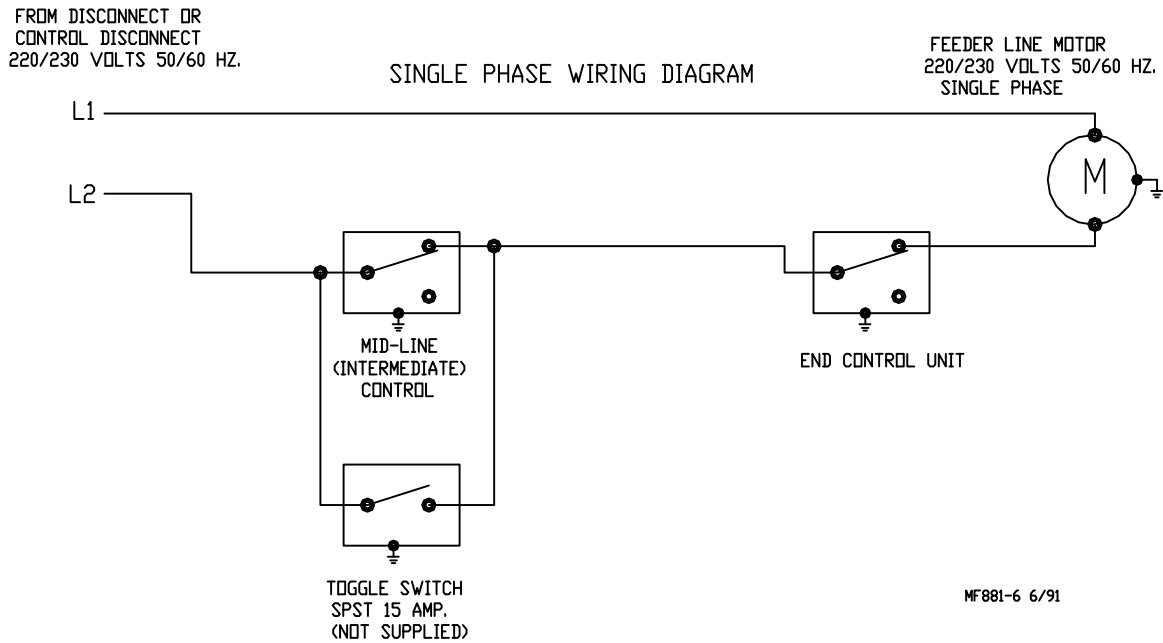 FROM DISCONNECT OR
CONTROL DISCONNECT
220/230 VOLTS 50/60 HZ.
SINGLE PHASE WIRING DIAGRAM
FEEDER LINE MOTOR
220/230 VOLTS 50/60 HZ.
SINGLE PHASE
L1
M
L2
MID-LINE
(INTERMEDIATE)
CONTROL
END CONTROL UNIT
TOGGLE SWITCH
SPST 15 AMP.
(NOT SUPPLIED)
MF881-6 6/91